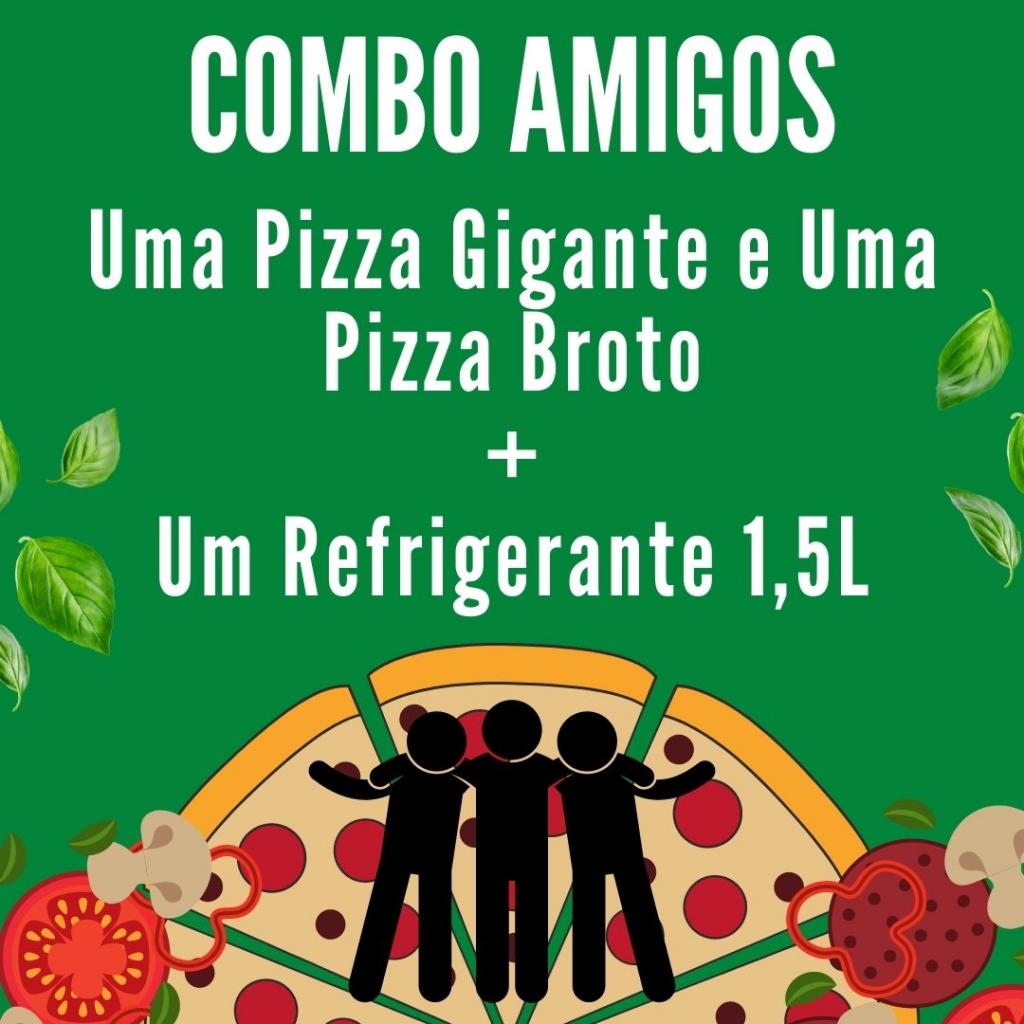 COMBO AMIGOS
Uma Pizza Gigante e Uma
Pizza Broto
+
Um Refrigerante 1,5L